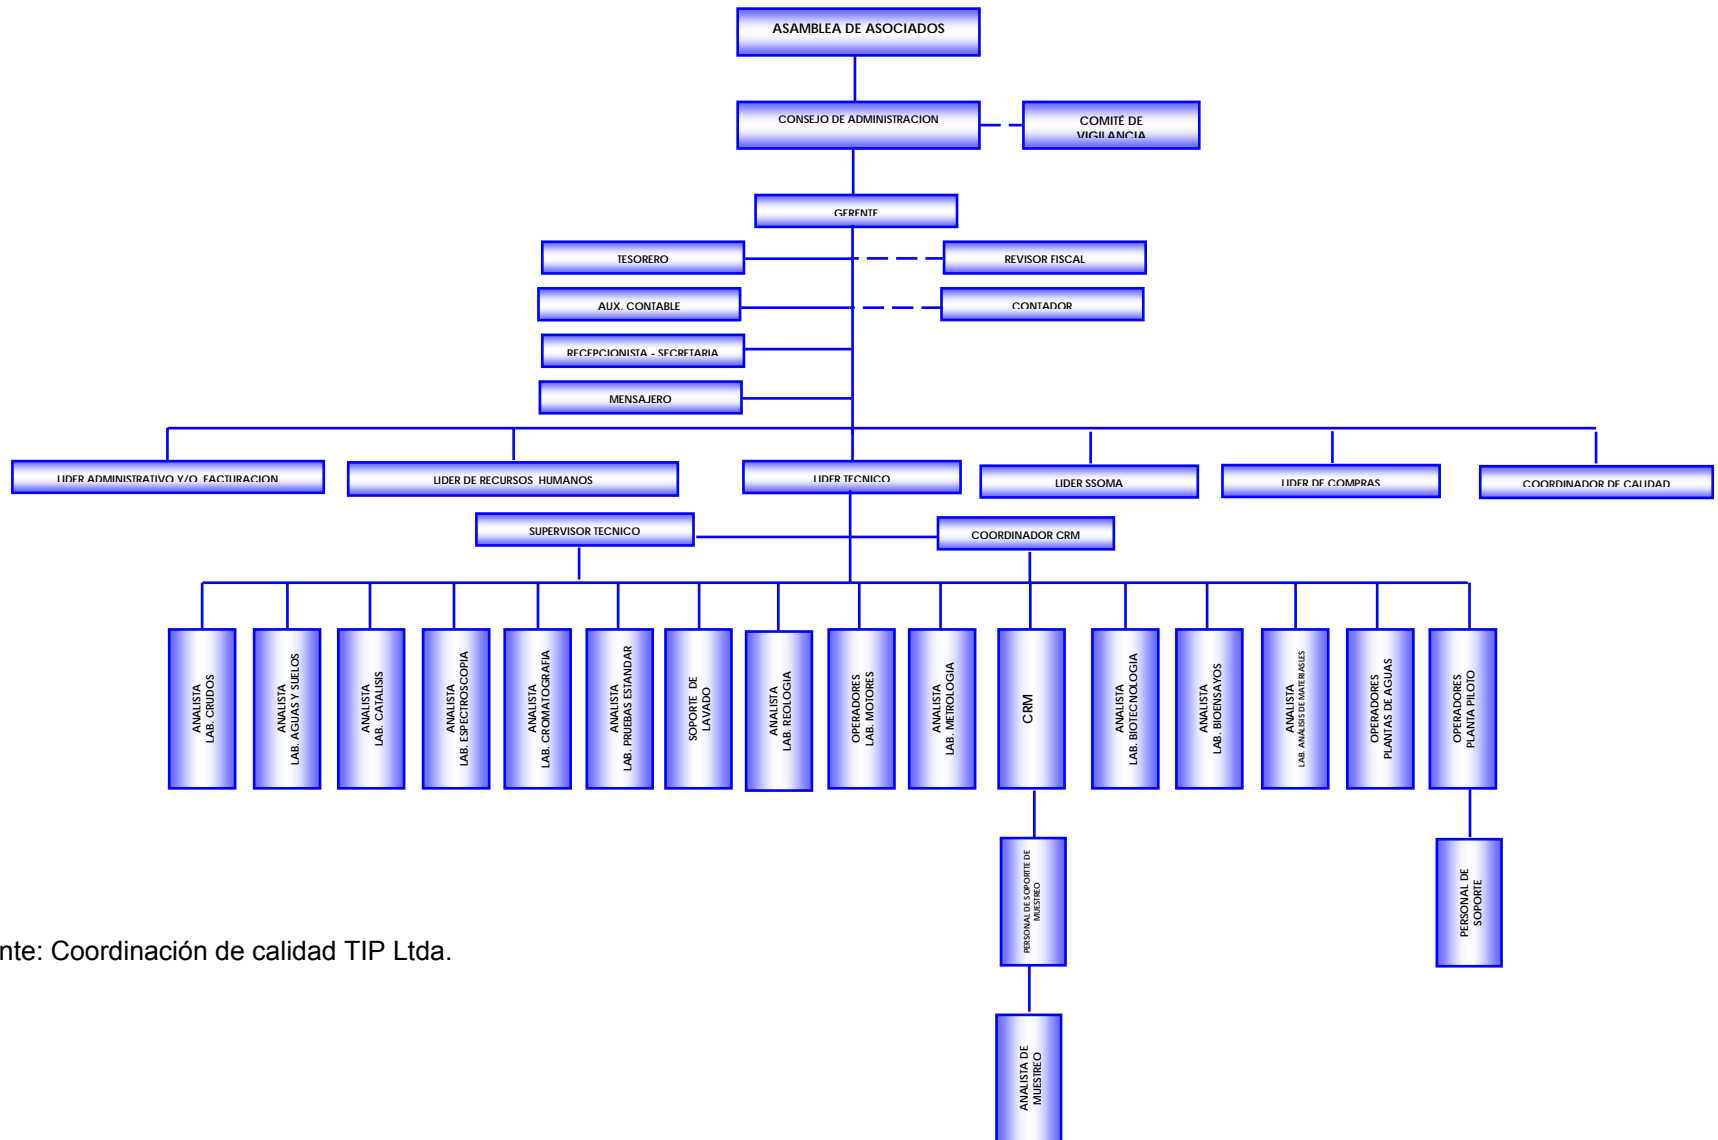 ASAMBLEA DE ASOCIADOS
CONSEJO DE ADMINISTRACION
COMITÉ DE
VIGILANCIA
GERENTE
TESORERO
REVISOR FISCAL
AUX. CONTABLE
CONTADOR
RECEPCIONISTA - SECRETARIA
MENSAJERO
LIDER ADMINISTRATIVO Y/O FACTURACION
LIDER DE RECURSOS HUMANOS
LIDER TECNICO
LIDER SSOMA
LIDER DE COMPRAS
COORDINADOR DE CALIDAD
SUPERVISOR TECNICO
COORDINADOR CRM
ANALISTA
LAB. CRUDOS
ANALISTA
LAB. AGUAS Y SUELOS
ANALISTA
LAB. CATALISIS
ANALISTA
LAB. ESPECTROSCOPIA
ANALISTA
LAB. CROMATOGRAFIA
ANALISTA
LAB. PRUEBAS ESTANDAR
SOPORTE DE
LAVADO
ANALISTA
LAB. REOLOGIA
OPERADORES
LAB. MOTORES
ANALISTA
LAB. METROLOGIA
CRM
ANALISTA
LAB. BIOTECNOLOGIA
ANALISTA
LAB. BIOENSAYOS
ANALISTA
LAB. ANÁLISIS DE MATERIASLES
OPERADORES
PLANTAS DE AGUAS
OPERADORES
PLANTA PILOTO
PERSONAL DE SOPORTTE DE
MUESTREO
PERSONAL DE
SOPORTE
nte: Coordinación de calidad TIP Ltda.
ANALISTA DE
MUESTREO